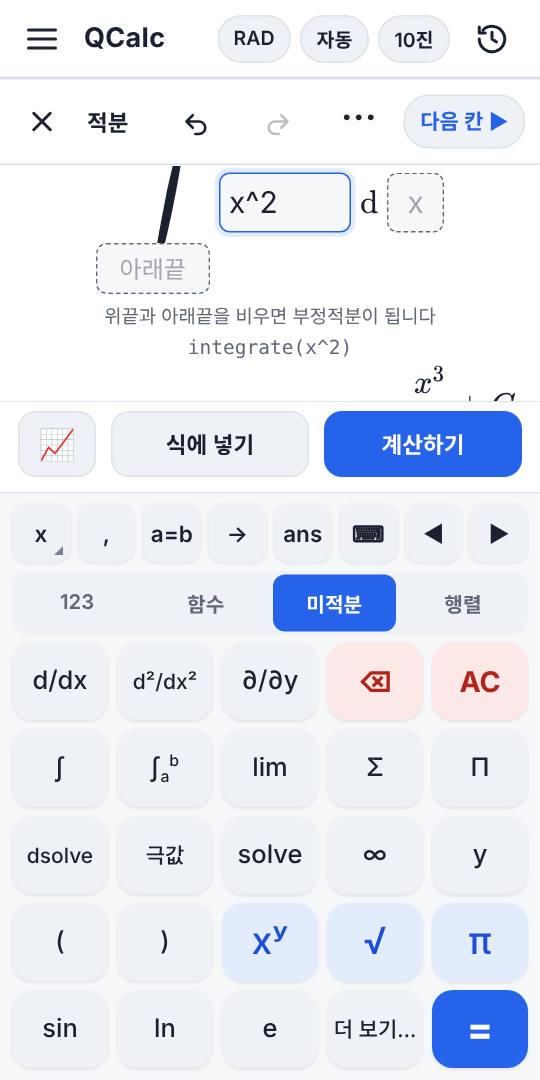 QCalc RAD 자동 10진
적분 다음 칸 ▶
x^2 d x
아래끝
위끝과 아래끝을 비우면 부정적분이 됩니다
integrate(x^2)
x³
식에 넣기 계산하기
x , a=b → ans ⌨ ◀ ▶
123 함수 미적분 행렬
d/dx d²/dx² ∂/∂y ⌫ AC
∫ ∫ₐᵇ lim Σ Π
dsolve 극값 solve ∞ y
( ) xʸ √ π
sin ln e 더 보기... =